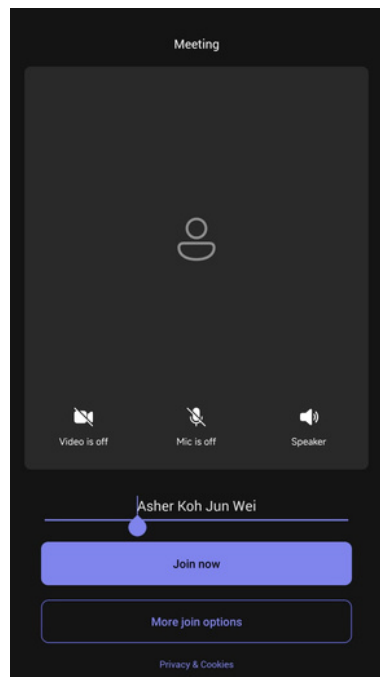 Meeting
Video is off Mic is off Speaker
Asher Koh Jun Wei
Join now
More join options
Privacy & Cookies